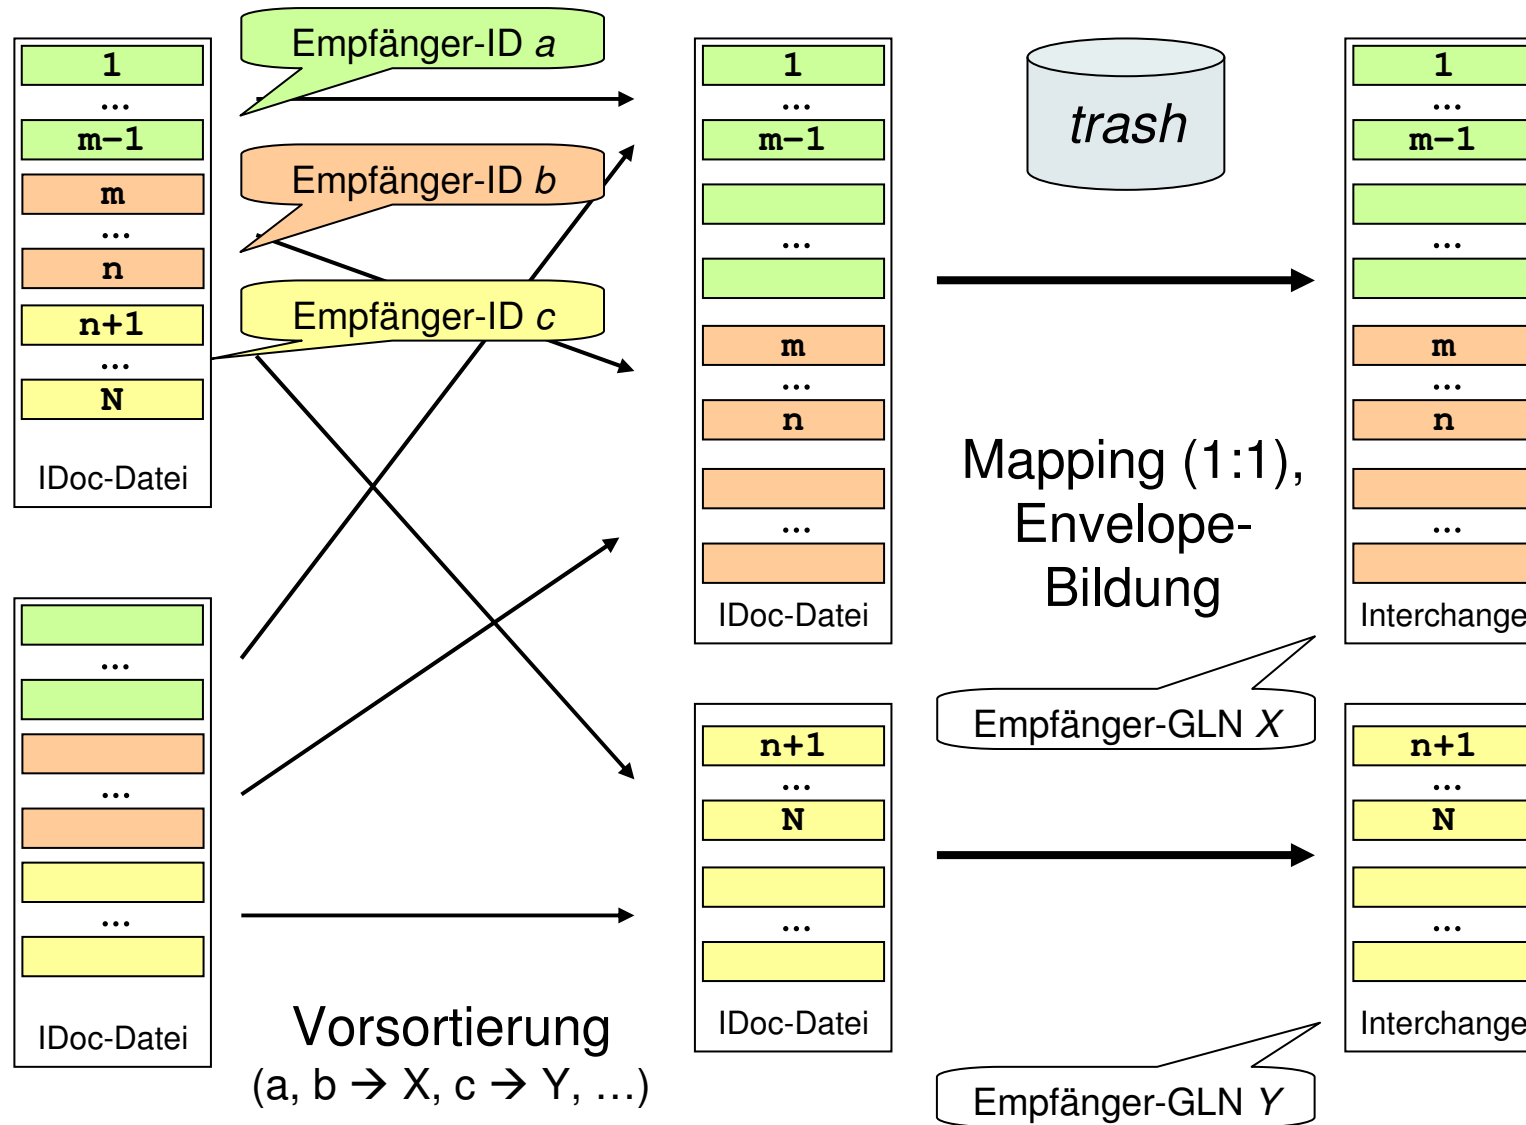 1
...
m-1
m
...
n
n+1
...
N
IDoc-Datei
Empfänger-ID a
Empfänger-ID b
Empfänger-ID c
...
...
...
IDoc-Datei
Vorsortierung
(a, b → X, c → Y, ...)
1
...
m-1
...
m
...
n
...
IDoc-Datei
n+1
...
N
...
IDoc-Datei
trash
Mapping (1:1),
Envelope-
Bildung
Empfänger-GLN X
Empfänger-GLN Y
1
...
m-1
...
m
...
n
...
Interchange
n+1
...
N
...
Interchange